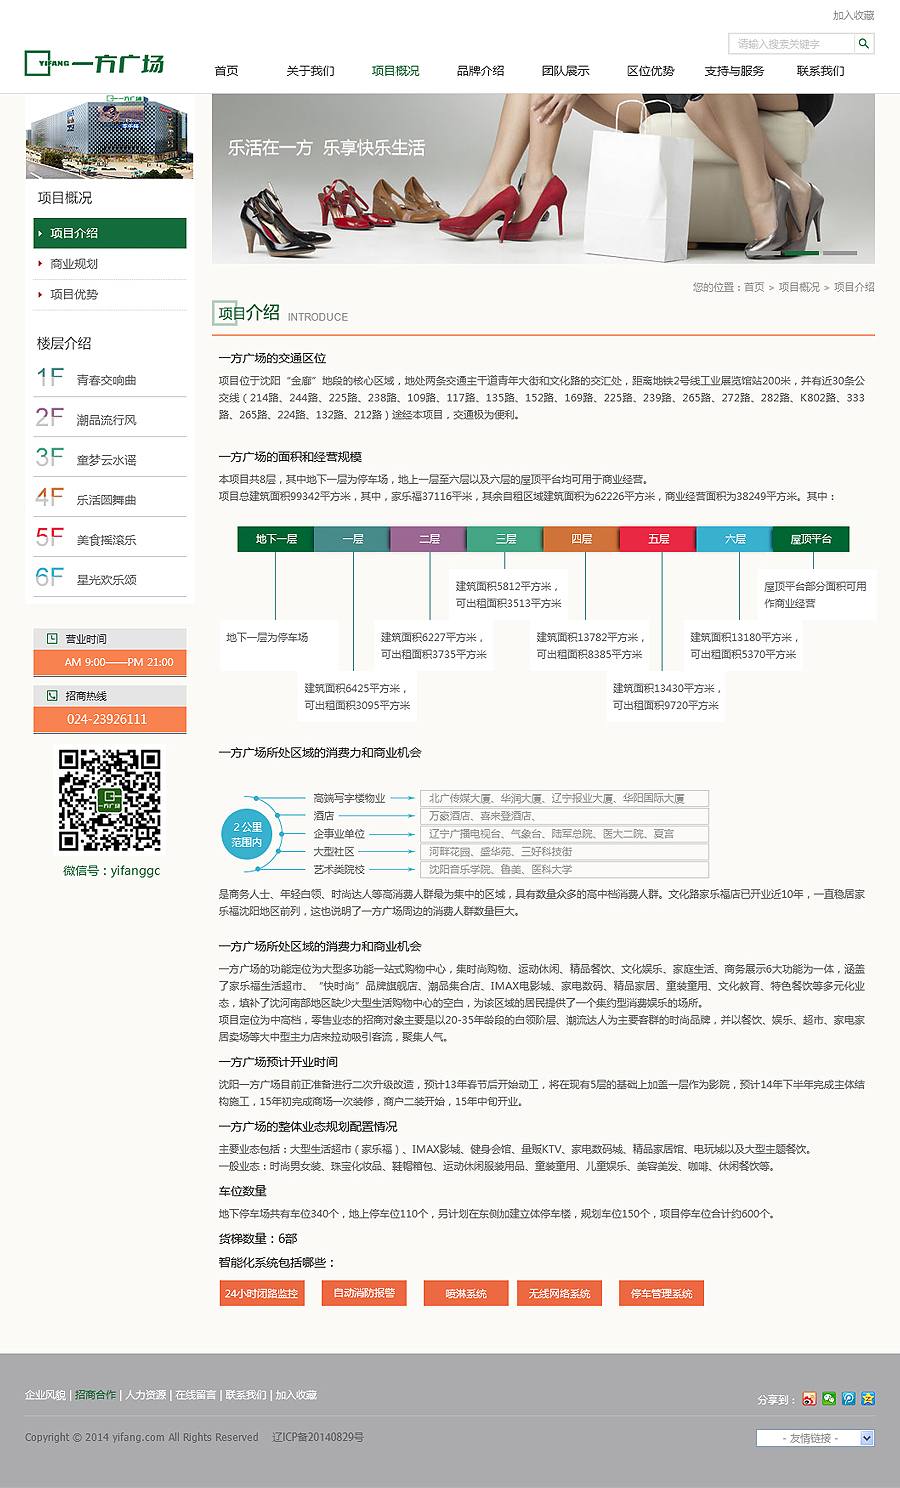 加入收藏
请输入搜索关键字
YIFANG 一方广场
首页 关于我们 项目概况 品牌介绍 团队展示 区位优势 支持与服务 联系我们
乐活在一方 乐享快乐生活
项目概况
项目介绍
商业规划
项目优势
楼层介绍
1F 青春交响曲
2F 潮品流行风
3F 童梦云水谣
4F 乐活圆舞曲
5F 美食摇滚乐
6F 星光欢乐颂
营业时间
AM 9:00——PM 21:00
招商热线
024-23926111
微信号：yifanggc
您的位置：首页 > 项目概况 > 项目介绍
项目介绍 INTRODUCE
一方广场的交通区位
项目位于沈阳“金廊”地段的核心区域，地处两条交通主干道青年大街和文化路的交汇处，距离地铁2号线工业展览馆站200米，并有近30条公
交线（214路、244路、225路、238路、109路、117路、135路、152路、169路、225路、239路、265路、272路、282路、K802路、333
路、265路、224路、132路、212路）途经本项目，交通极为便利。
一方广场的面积和经营规模
本项目共8层，其中地下一层为停车场，地上一层至六层以及六层的屋顶平台均可用于商业经营。
项目总建筑面积99342平方米，其中，家乐福37116平米，其余自租区域建筑面积为62226平方米，商业经营面积为38249平方米。其中：
地下一层 一层 二层 三层 四层 五层 六层 屋顶平台
建筑面积5812平方米，
可出租面积3513平方米
屋顶平台部分面积可用
作商业经营
地下一层为停车场
建筑面积6227平方米，
可出租面积3735平方米
建筑面积13782平方米，
可出租面积8385平方米
建筑面积13180平方米，
可出租面积5370平方米
建筑面积6425平方米，
可出租面积3095平方米
建筑面积13430平方米，
可出租面积9720平方米
一方广场所处区域的消费力和商业机会
2公里
范围内
高端写字楼物业 北广传媒大厦、华润大厦、辽宁报业大厦、华阳国际大厦
酒店 万豪酒店、喜来登酒店、
企事业单位 辽宁广播电视台、气象台、陆军总院、医大二院、夏宫
大型社区 河畔花园、盛华苑、三好科技街
艺术类院校 沈阳音乐学院、鲁美、医科大学
是商务人士、年轻白领、时尚达人等高消费人群最为集中的区域，具有数量众多的高中档消费人群。文化路家乐福店已开业近10年，一直稳居家
乐福沈阳地区前列，这也说明了一方广场周边的消费人群数量巨大。
一方广场所处区域的消费力和商业机会
一方广场的功能定位为大型多功能一站式购物中心，集时尚购物、运动休闲、精品餐饮、文化娱乐、家庭生活、商务展示6大功能为一体，涵盖
了家乐福生活超市、“快时尚”品牌旗舰店、潮品集合店、IMAX电影城、家电数码、精品家居、童装童用、文化教育、特色餐饮等多元化业
态，填补了沈河南部地区缺少大型生活购物中心的空白，为该区域的居民提供了一个集约型消费娱乐的场所。
项目定位为中高档，零售业态的招商对象主要是以20-35年龄段的白领阶层、潮流达人为主要客群的时尚品牌，并以餐饮、娱乐、超市、家电家
居卖场等大中型主力店来拉动吸引客流，聚集人气。
一方广场预计开业时间
沈阳一方广场目前正准备进行二次升级改造，预计13年春节后开始动工，将在现有5层的基础上加盖一层作为影院，预计14年下半年完成主体结
构施工，15年初完成商场一次装修，商户二装开始，15年中旬开业。
一方广场的整体业态规划配置情况
主要业态包括：大型生活超市（家乐福）、IMAX影城、健身会馆、量贩KTV、家电数码城、精品家居馆、电玩城以及大型主题餐饮。
一般业态：时尚男女装、珠宝化妆品、鞋帽箱包、运动休闲服装用品、童装童用、儿童娱乐、美容美发、咖啡、休闲餐饮等。
车位数量
地下停车场共有车位340个，地上停车位110个，另计划在东侧加建立体停车楼，规划车位150个，项目停车位合计约600个。
货梯数量：6部
智能化系统包括哪些：
24小时闭路监控 自动消防报警 喷淋系统 无线网络系统 停车管理系统
企业风貌 | 招商合作 | 人力资源 | 在线留言 | 联系我们 | 加入收藏
分享到：
Copyright © 2014 yifang.com All Rights Reserved 辽ICP备20140829号
- 友情链接 -